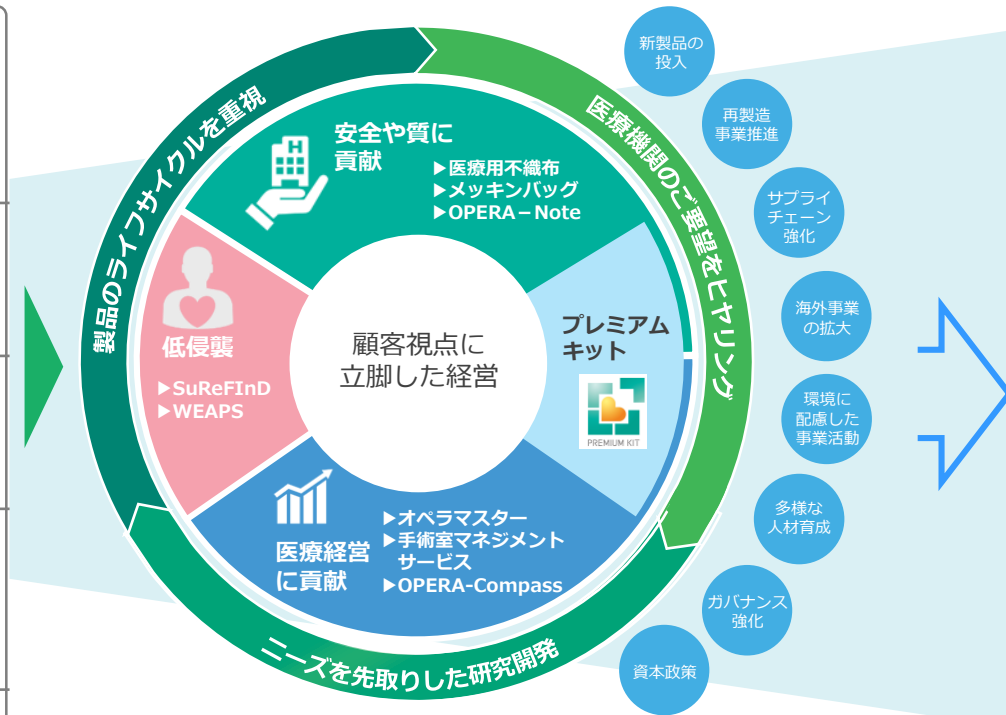 製品のライフサイクルを重視
医療機関のご要望をヒヤリング
ニーズを先取りした研究開発
安全や質に
貢献
▶医療用不織布
▶メッキンバッグ
▶OPERA－Note
低侵襲
▶SuReFInD
▶WEAPS
顧客視点に
立脚した経営
プレミアム
キット
PREMIUM KIT
医療経営
に貢献
▶オペラマスター
▶手術室マネジメント
サービス
▶OPERA-Compass
新製品の
投入
再製造
事業推進
サプライ
チェーン
強化
海外事業
の拡大
環境に
配慮した
事業活動
多様な
人材育成
ガバナンス
強化
資本政策